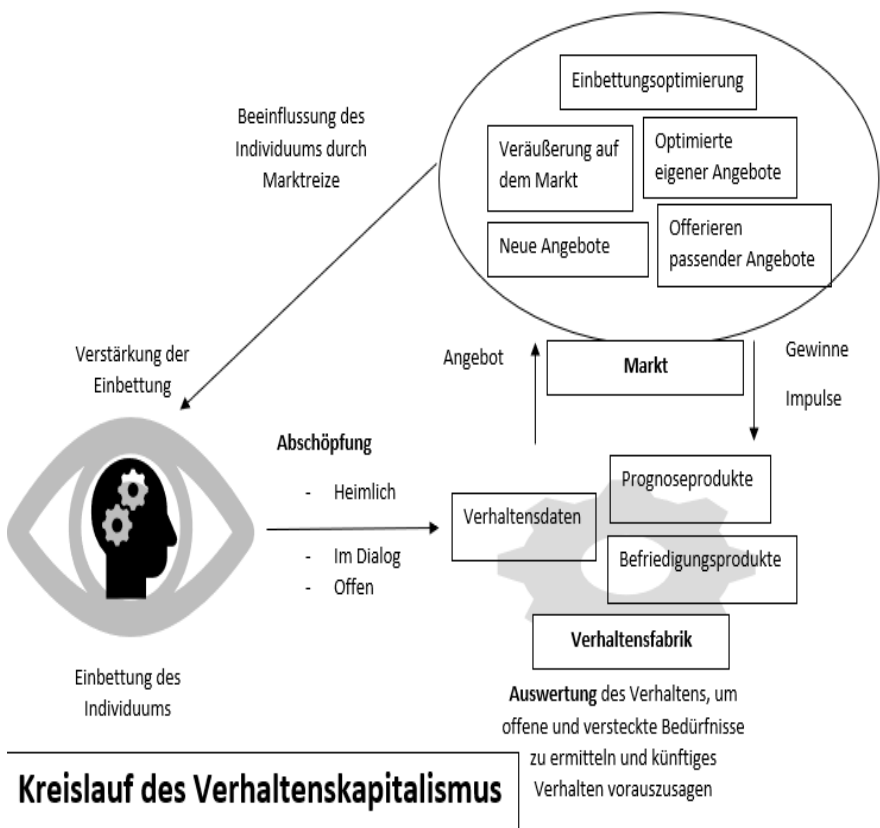 Einbettungsoptimierung
Beeinflussung des
Individuums durch
Marktreize
Veräußerung auf
dem Markt
Optimierte
eigener Angebote
Neue Angebote
Offerieren
passender Angebote
Verstärkung der
Einbettung
Angebot
Markt
Gewinne
Impulse
Abschöpfung
- Heimlich
- Im Dialog
- Offen
Verhaltensdaten
Prognoseprodukte
Befriedigungsprodukte
Verhaltensfabrik
Einbettung des
Individuums
Auswertung des Verhaltens, um
offene und versteckte Bedürfnisse
zu ermitteln und künftiges
Verhalten vorauszusagen
Kreislauf des Verhaltenskapitalismus